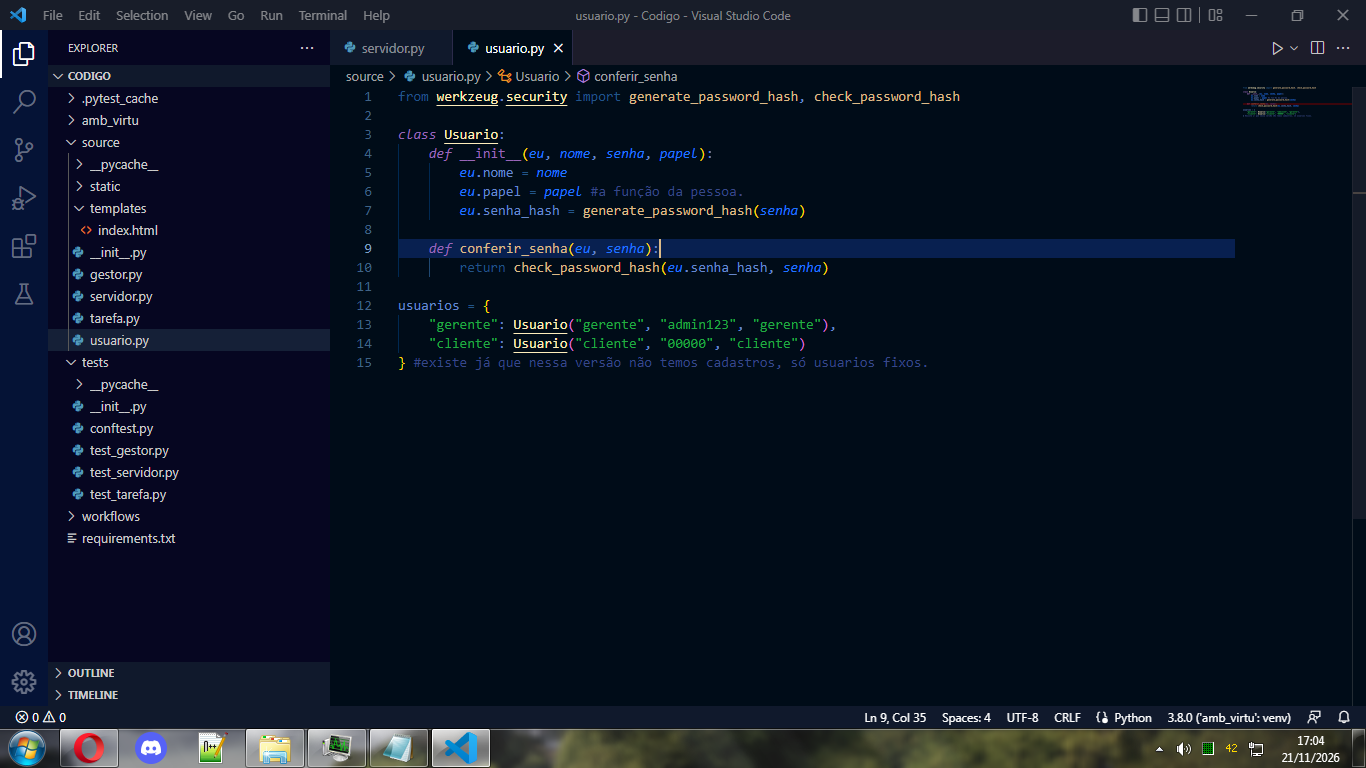 File Edit Selection View Go Run Terminal Help
usuario.py - Codigo - Visual Studio Code
EXPLORER
CODIGO
.pytest_cache
amb_virtu
source
__pycache__
static
templates
index.html
__init__.py
gestor.py
servidor.py
tarefa.py
usuario.py
tests
__pycache__
__init__.py
conftest.py
test_gestor.py
test_servidor.py
test_tarefa.py
workflows
requirements.txt
OUTLINE
TIMELINE
servidor.py usuario.py
source > usuario.py > Usuario > conferir_senha
1 from werkzeug.security import generate_password_hash, check_password_hash
2
3 class Usuario:
4 def __init__(eu, nome, senha, papel):
5 eu.nome = nome
6 eu.papel = papel #a função da pessoa.
7 eu.senha_hash = generate_password_hash(senha)
8
9 def conferir_senha(eu, senha):
10 return check_password_hash(eu.senha_hash, senha)
11
12 usuarios = {
13 "gerente": Usuario("gerente", "admin123", "gerente"),
14 "cliente": Usuario("cliente", "00000", "cliente")
15 } #existe já que nessa versão não temos cadastros, só usuarios fixos.
0 0
Ln 9, Col 35 Spaces: 4 UTF-8 CRLF Python 3.8.0 ('amb_virtu': venv)
42
17:04
21/11/2026